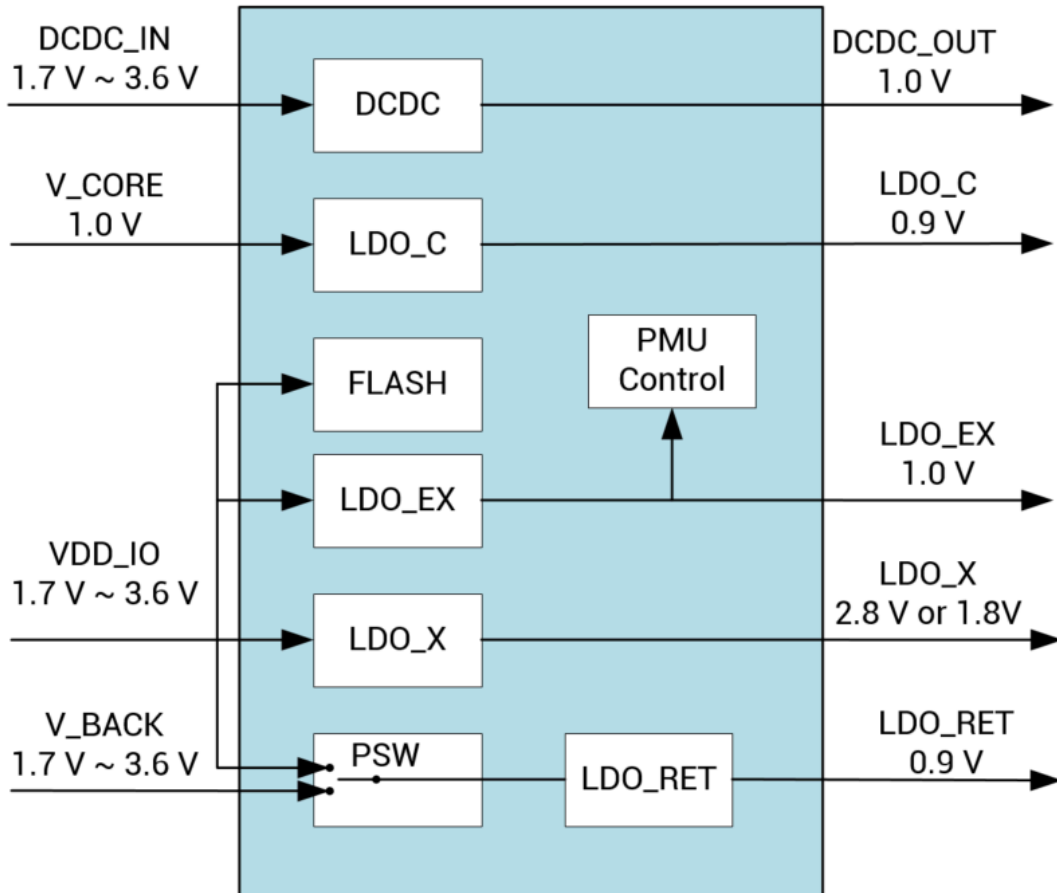 DCDC_IN
1.7 V ~ 3.6 V
DCDC
DCDC_OUT
1.0 V
V_CORE
1.0 V
LDO_C
LDO_C
0.9 V
FLASH
PMU
Control
LDO_EX
LDO_EX
1.0 V
VDD_IO
1.7 V ~ 3.6 V
LDO_X
LDO_X
2.8 V or 1.8V
V_BACK
1.7 V ~ 3.6 V
PSW
LDO_RET
LDO_RET
0.9 V